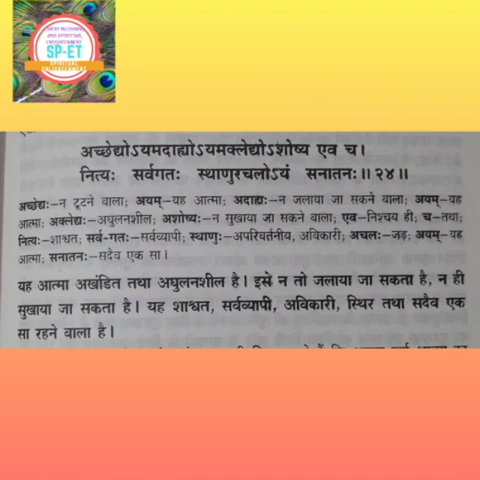 SP-ET
SPIRITUAL
ENLIGHTENMENT
अच्छेद्योऽयमदाह्योऽयमक्लेद्योऽशोष्य एव च।
नित्यः सर्वगतः स्थाणुरचलोऽयं सनातनः॥२४॥
अच्छेद्यः–न टूटने वाला; अयम्–यह आत्मा; अदाह्यः–न जलाया जा सकने वाला; अयम्–यह
आत्मा; अक्लेद्यः–अघुलनशील; अशोष्यः–न सुखाया जा सकने वाला; एव–निश्चय ही; च–तथा;
नित्यः–शाश्वत; सर्व-गतः–सर्वव्यापी; स्थाणुः–अपरिवर्तनीय, अविकारी; अचलः–जड़; अयम्–यह
आत्मा; सनातनः–सदैव एक सा।
यह आत्मा अखंडित तथा अघुलनशील है। इसे न तो जलाया जा सकता है, न ही
सुखाया जा सकता है। यह शाश्वत, सर्वव्यापी, अविकारी, स्थिर तथा सदैव एक
सा रहने वाला है।